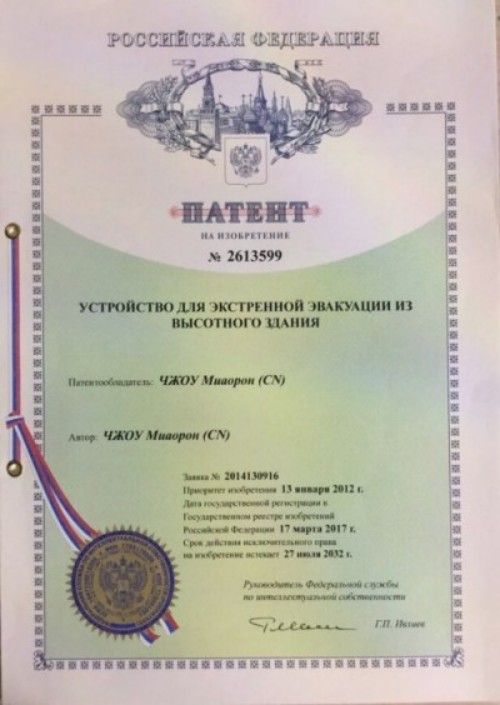 РОССИЙСКАЯ ФЕДЕРАЦИЯ
ПАТЕНТ
НА ИЗОБРЕТЕНИЕ
№ 2613599
УСТРОЙСТВО ДЛЯ ЭКСТРЕННОЙ ЭВАКУАЦИИ ИЗ
ВЫСОТНОГО ЗДАНИЯ
Патентообладатель: ЧЖОУ Миаорон (CN)
Автор: ЧЖОУ Миаорон (CN)
Заявка № 2014130916
Приоритет изобретения 13 января 2012 г.
Дата государственной регистрации в
Государственном реестре изобретений
Российской Федерации 17 марта 2017 г.
Срок действия исключительного права
на изобретение истекает 27 июля 2032 г.
Руководитель Федеральной службы
по интеллектуальной собственности
Г.П. Ивлиев